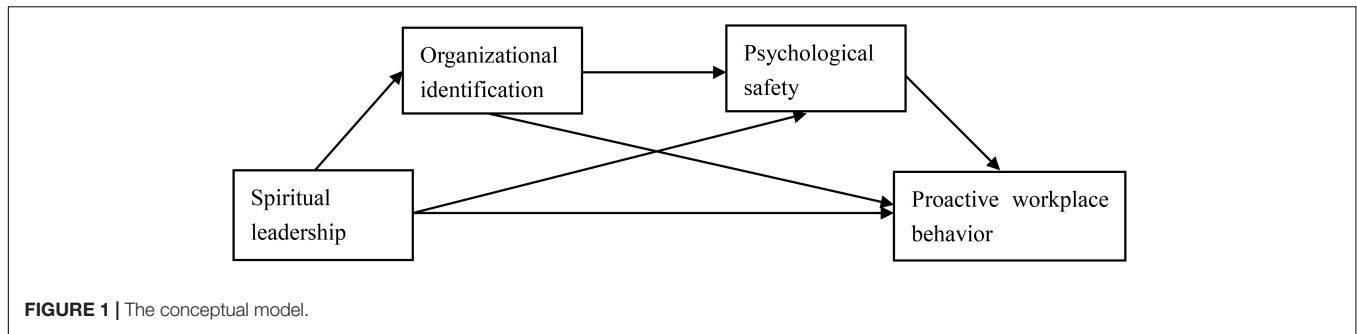 Organizational
identification
Psychological
safety
Spiritual
leadership
Proactive workplace
behavior
FIGURE 1 | The conceptual model.